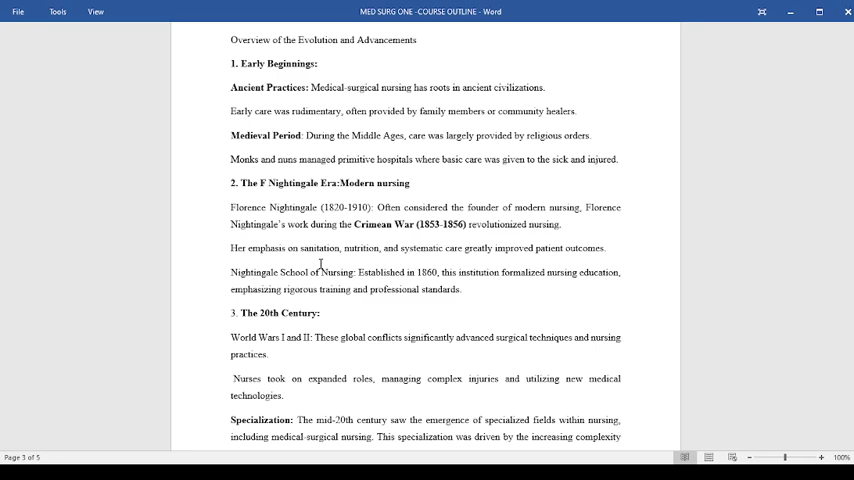 File Tools View MED SURG ONE -COURSE OUTLINE - Word
Overview of the Evolution and Advancements
1. Early Beginnings:
Ancient Practices: Medical-surgical nursing has roots in ancient civilizations.
Early care was rudimentary, often provided by family members or community healers.
Medieval Period: During the Middle Ages, care was largely provided by religious orders.
Monks and nuns managed primitive hospitals where basic care was given to the sick and injured.
2. The F Nightingale Era:Modern nursing
Florence Nightingale (1820-1910): Often considered the founder of modern nursing, Florence
Nightingale's work during the Crimean War (1853-1856) revolutionized nursing.
Her emphasis on sanitation, nutrition, and systematic care greatly improved patient outcomes.
Nightingale School of Nursing: Established in 1860, this institution formalized nursing education,
emphasizing rigorous training and professional standards.
3. The 20th Century:
World Wars I and II: These global conflicts significantly advanced surgical techniques and nursing
practices.
Nurses took on expanded roles, managing complex injuries and utilizing new medical
technologies.
Specialization: The mid-20th century saw the emergence of specialized fields within nursing,
including medical-surgical nursing. This specialization was driven by the increasing complexity
Page 3 of 5 100%